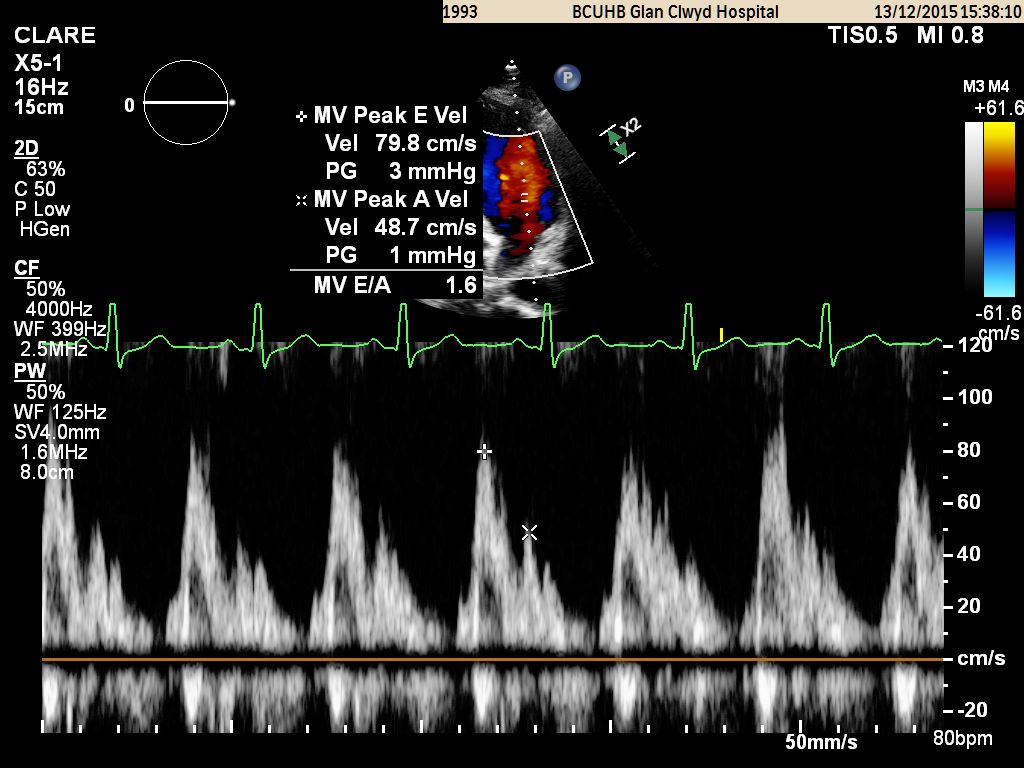 1993 BCUHB Glan Clwyd Hospital 13/12/2015 15:38:10
CLARE
TIS0.5 MI 0.8
X5-1
16Hz
15cm
0
P
X2
M3 M4
+61.6
-61.6
cm/s
MV Peak E Vel
Vel 79.8 cm/s
PG 3 mmHg
MV Peak A Vel
Vel 48.7 cm/s
PG 1 mmHg
MV E/A 1.6
2D
63%
C 50
P Low
HGen
CF
50%
4000Hz
WF 399Hz
2.5MHz
PW
50%
WF 125Hz
SV4.0mm
1.6MHz
8.0cm
120
100
80
60
40
20
cm/s
-20
50mm/s
80bpm